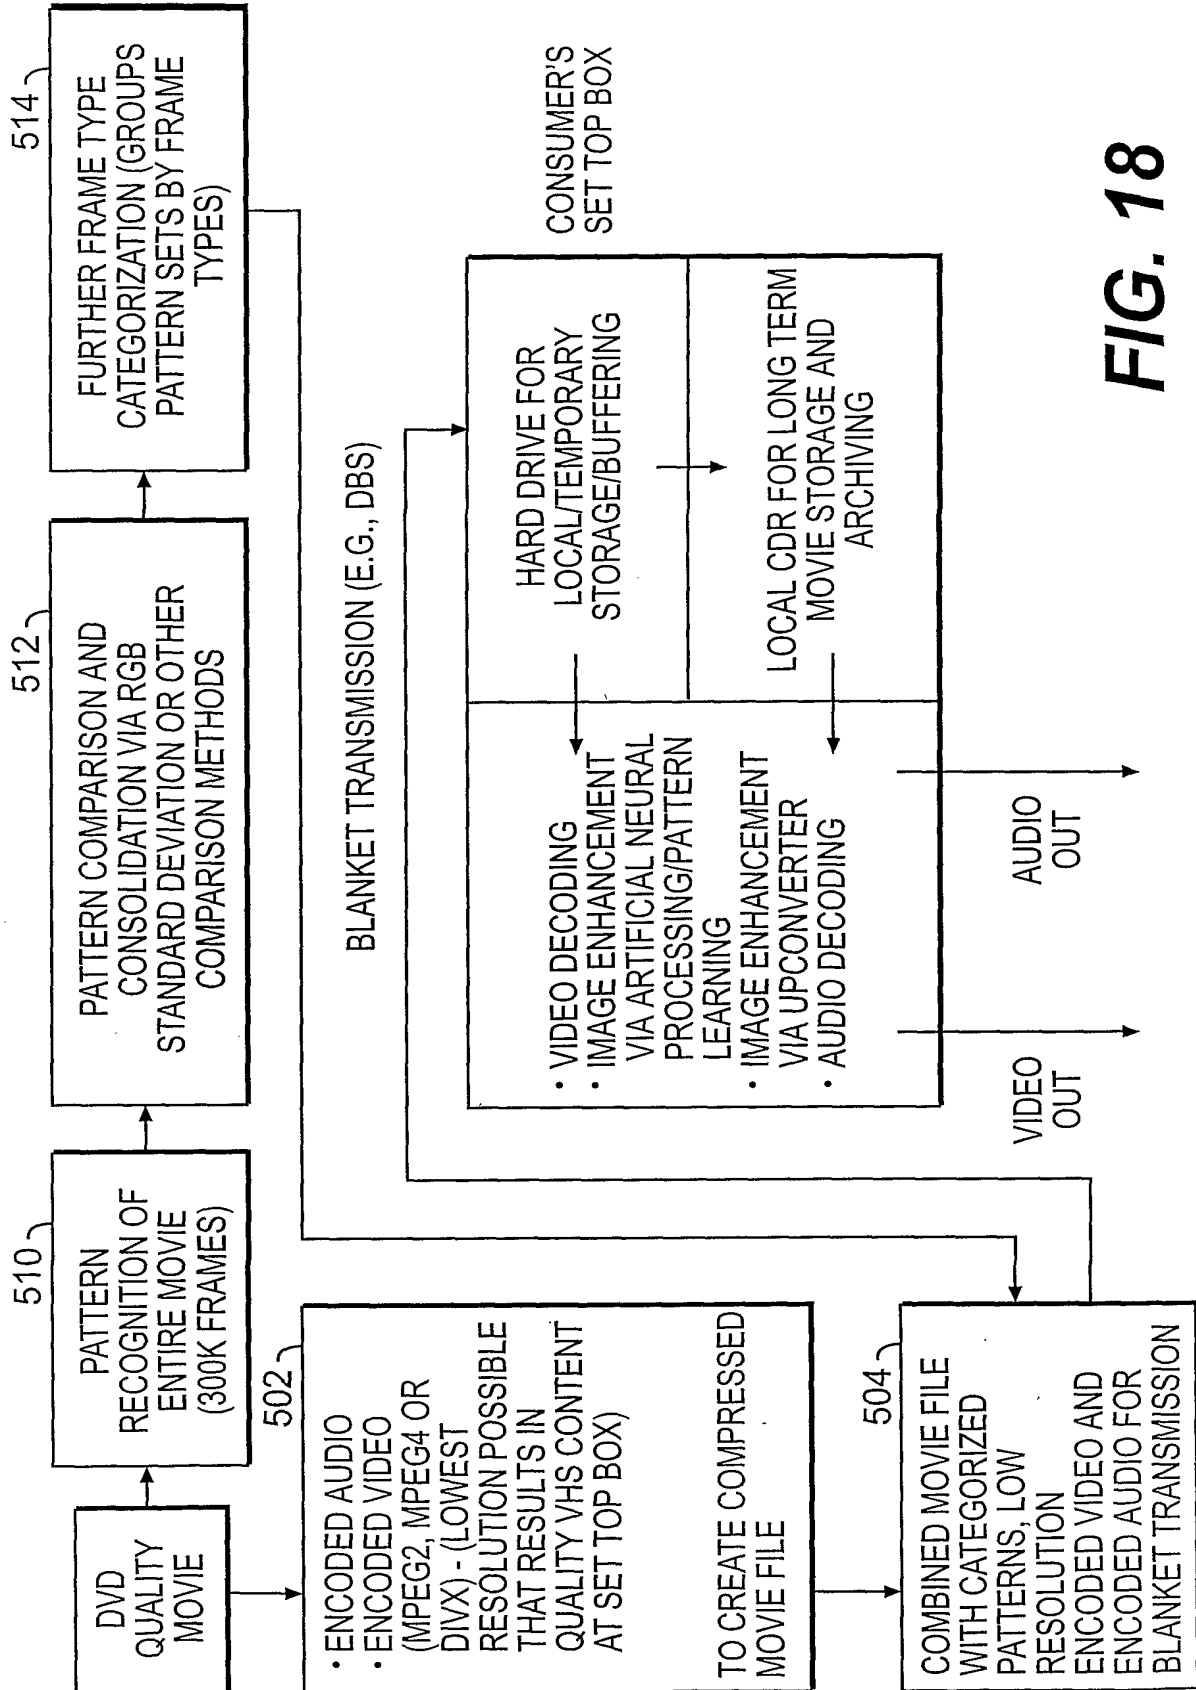 DVD
QUALITY
MOVIE
510
PATTERN
RECOGNITION OF
ENTIRE MOVIE
(300K FRAMES)
512
PATTERN COMPARISON AND
CONSOLIDATION VIA RGB
STANDARD DEVIATION OR OTHER
COMPARISON METHODS
514
FURTHER FRAME TYPE
CATEGORIZATION (GROUPS
PATTERN SETS BY FRAME
TYPES)
502
• ENCODED AUDIO
• ENCODED VIDEO
(MPEG2, MPEG4 OR
DIVX) - (LOWEST
RESOLUTION POSSIBLE
THAT RESULTS IN
QUALITY VHS CONTENT
AT SET TOP BOX)
TO CREATE COMPRESSED
MOVIE FILE
504
COMBINED MOVIE FILE
WITH CATEGORIZED
PATTERNS, LOW
RESOLUTION
ENCODED VIDEO AND
ENCODED AUDIO FOR
BLANKET TRANSMISSION
BLANKET TRANSMISSION (E.G., DBS)
• VIDEO DECODING
• IMAGE ENHANCEMENT
VIA ARTIFICIAL NEURAL
PROCESSING/PATTERN
LEARNING
• IMAGE ENHANCEMENT
VIA UPCONVERTER
• AUDIO DECODING
HARD DRIVE FOR
LOCAL/TEMPORARY
STORAGE/BUFFERING
LOCAL CDR FOR LONG TERM
MOVIE STORAGE AND
ARCHIVING
CONSUMER'S
SET TOP BOX
VIDEO
OUT
AUDIO
OUT
FIG. 18